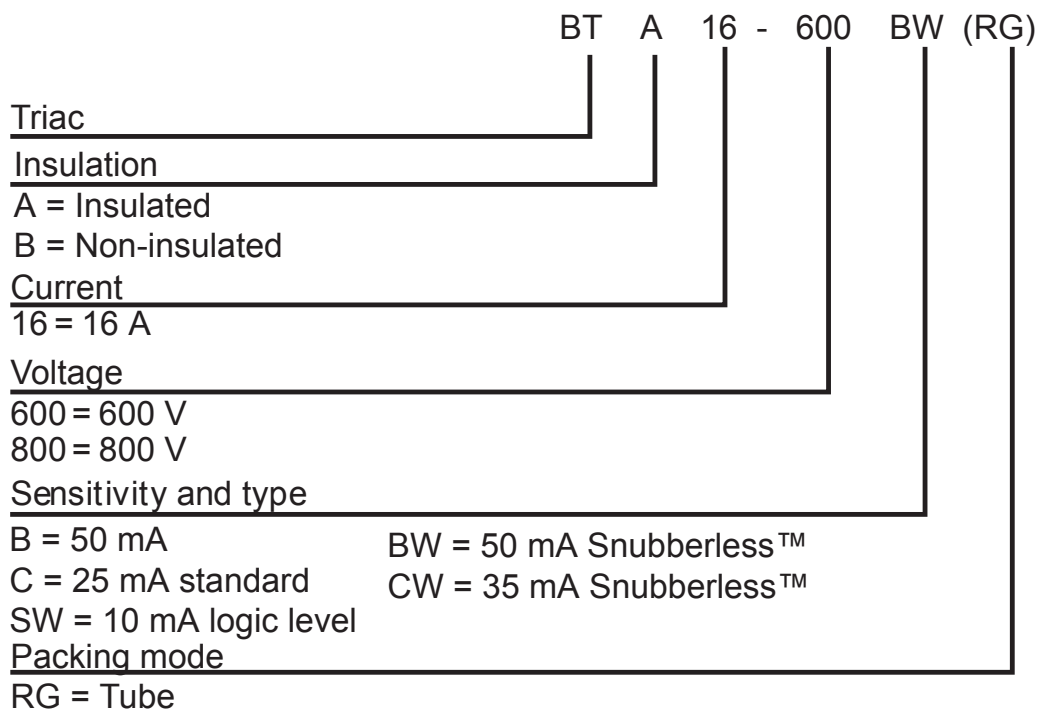 BT A 16 - 600 BW (RG)
Triac
Insulation
A = Insulated
B = Non-insulated
Current
16 = 16 A
Voltage
600 = 600 V
800 = 800 V
Sensitivity and type
B = 50 mA BW = 50 mA Snubberless™
C = 25 mA standard CW = 35 mA Snubberless™
SW = 10 mA logic level
Packing mode
RG = Tube